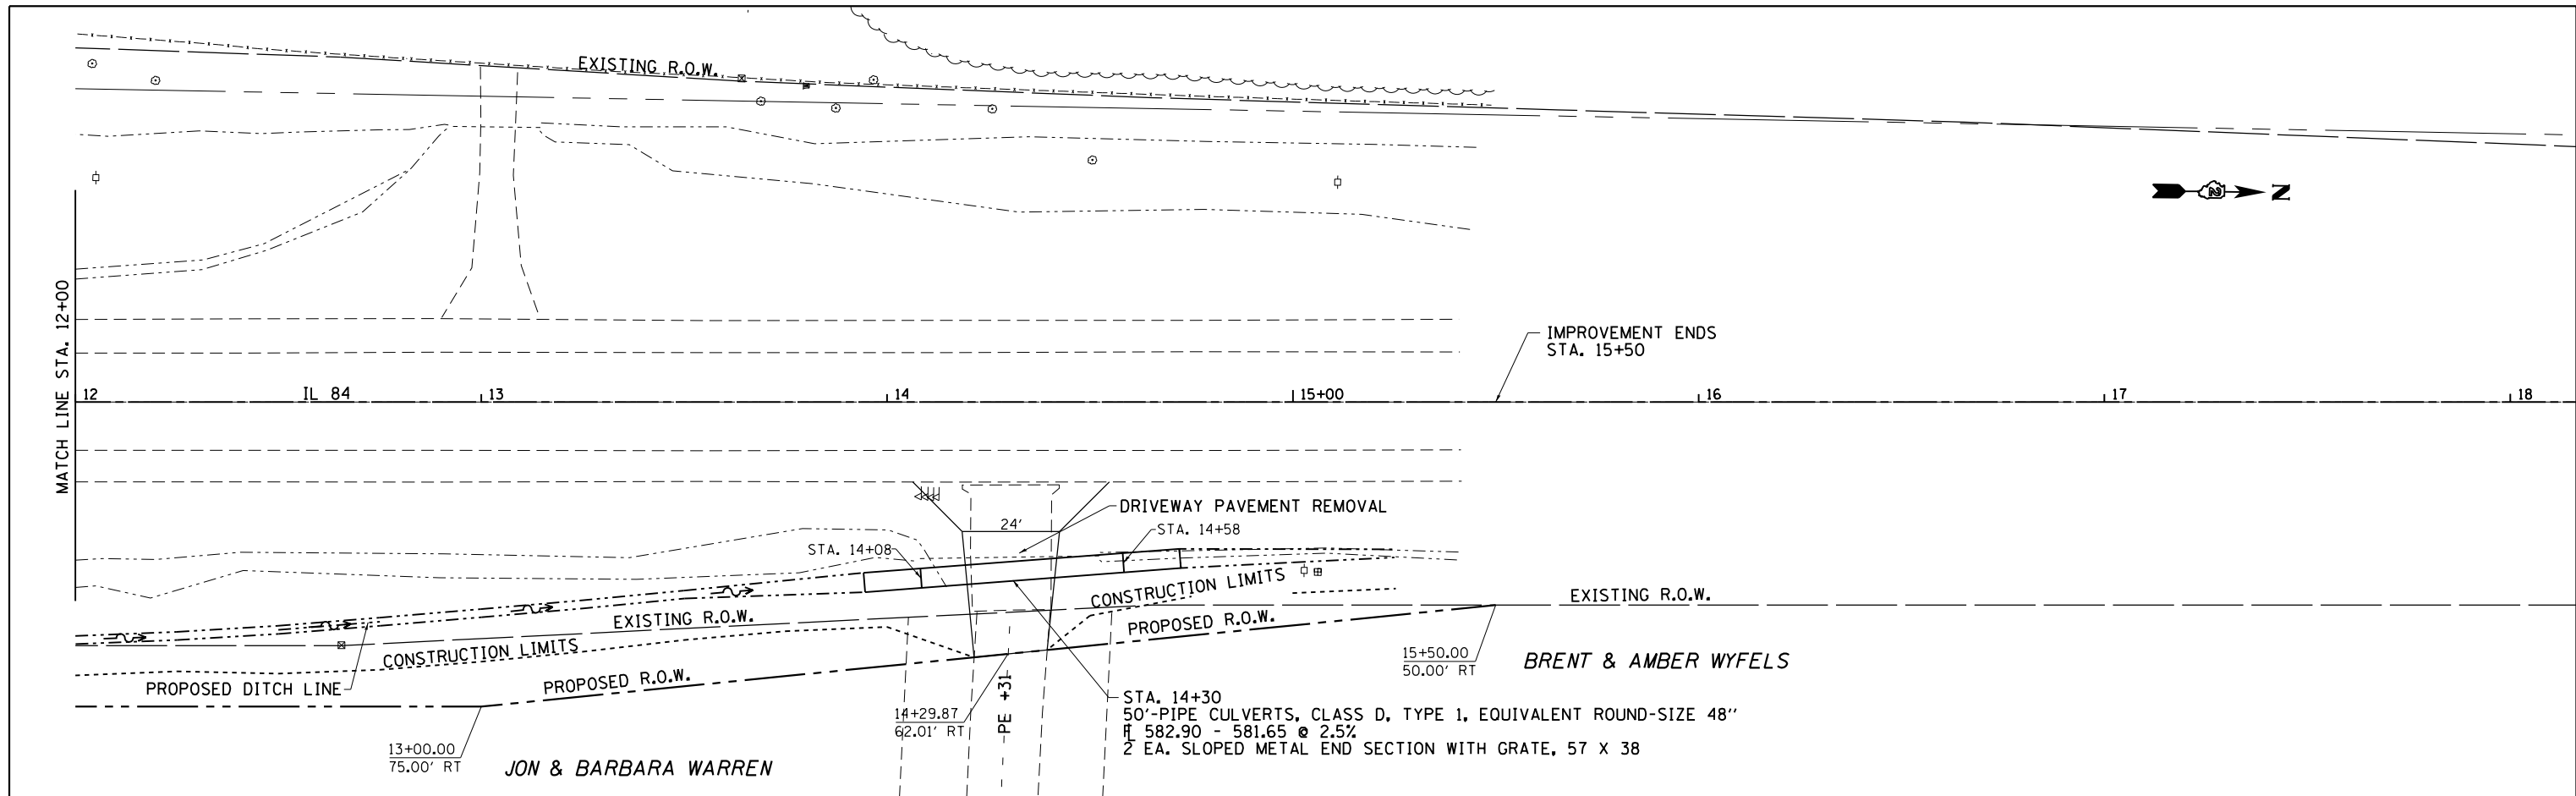 EXISTING R.O.W.
N
MATCH LINE STA. 12+00
IMPROVEMENT ENDS
STA. 15+50
12
IL 84
13
14
15+00
16
17
18
DRIVEWAY PAVEMENT REMOVAL
24'
STA. 14+58
STA. 14+08
CONSTRUCTION LIMITS
EXISTING R.O.W.
EXISTING R.O.W.
PROPOSED R.O.W.
CONSTRUCTION LIMITS
15+50.00
50.00' RT
BRENT & AMBER WYFELS
PROPOSED DITCH LINE
PROPOSED R.O.W.
PE +31
STA. 14+30
50'-PIPE CULVERTS, CLASS D, TYPE 1, EQUIVALENT ROUND-SIZE 48"
FL 582.90 - 581.65 @ 2.5%
2 EA. SLOPED METAL END SECTION WITH GRATE, 57 X 38
14+29.87
62.01' RT
13+00.00
75.00' RT
JON & BARBARA WARREN